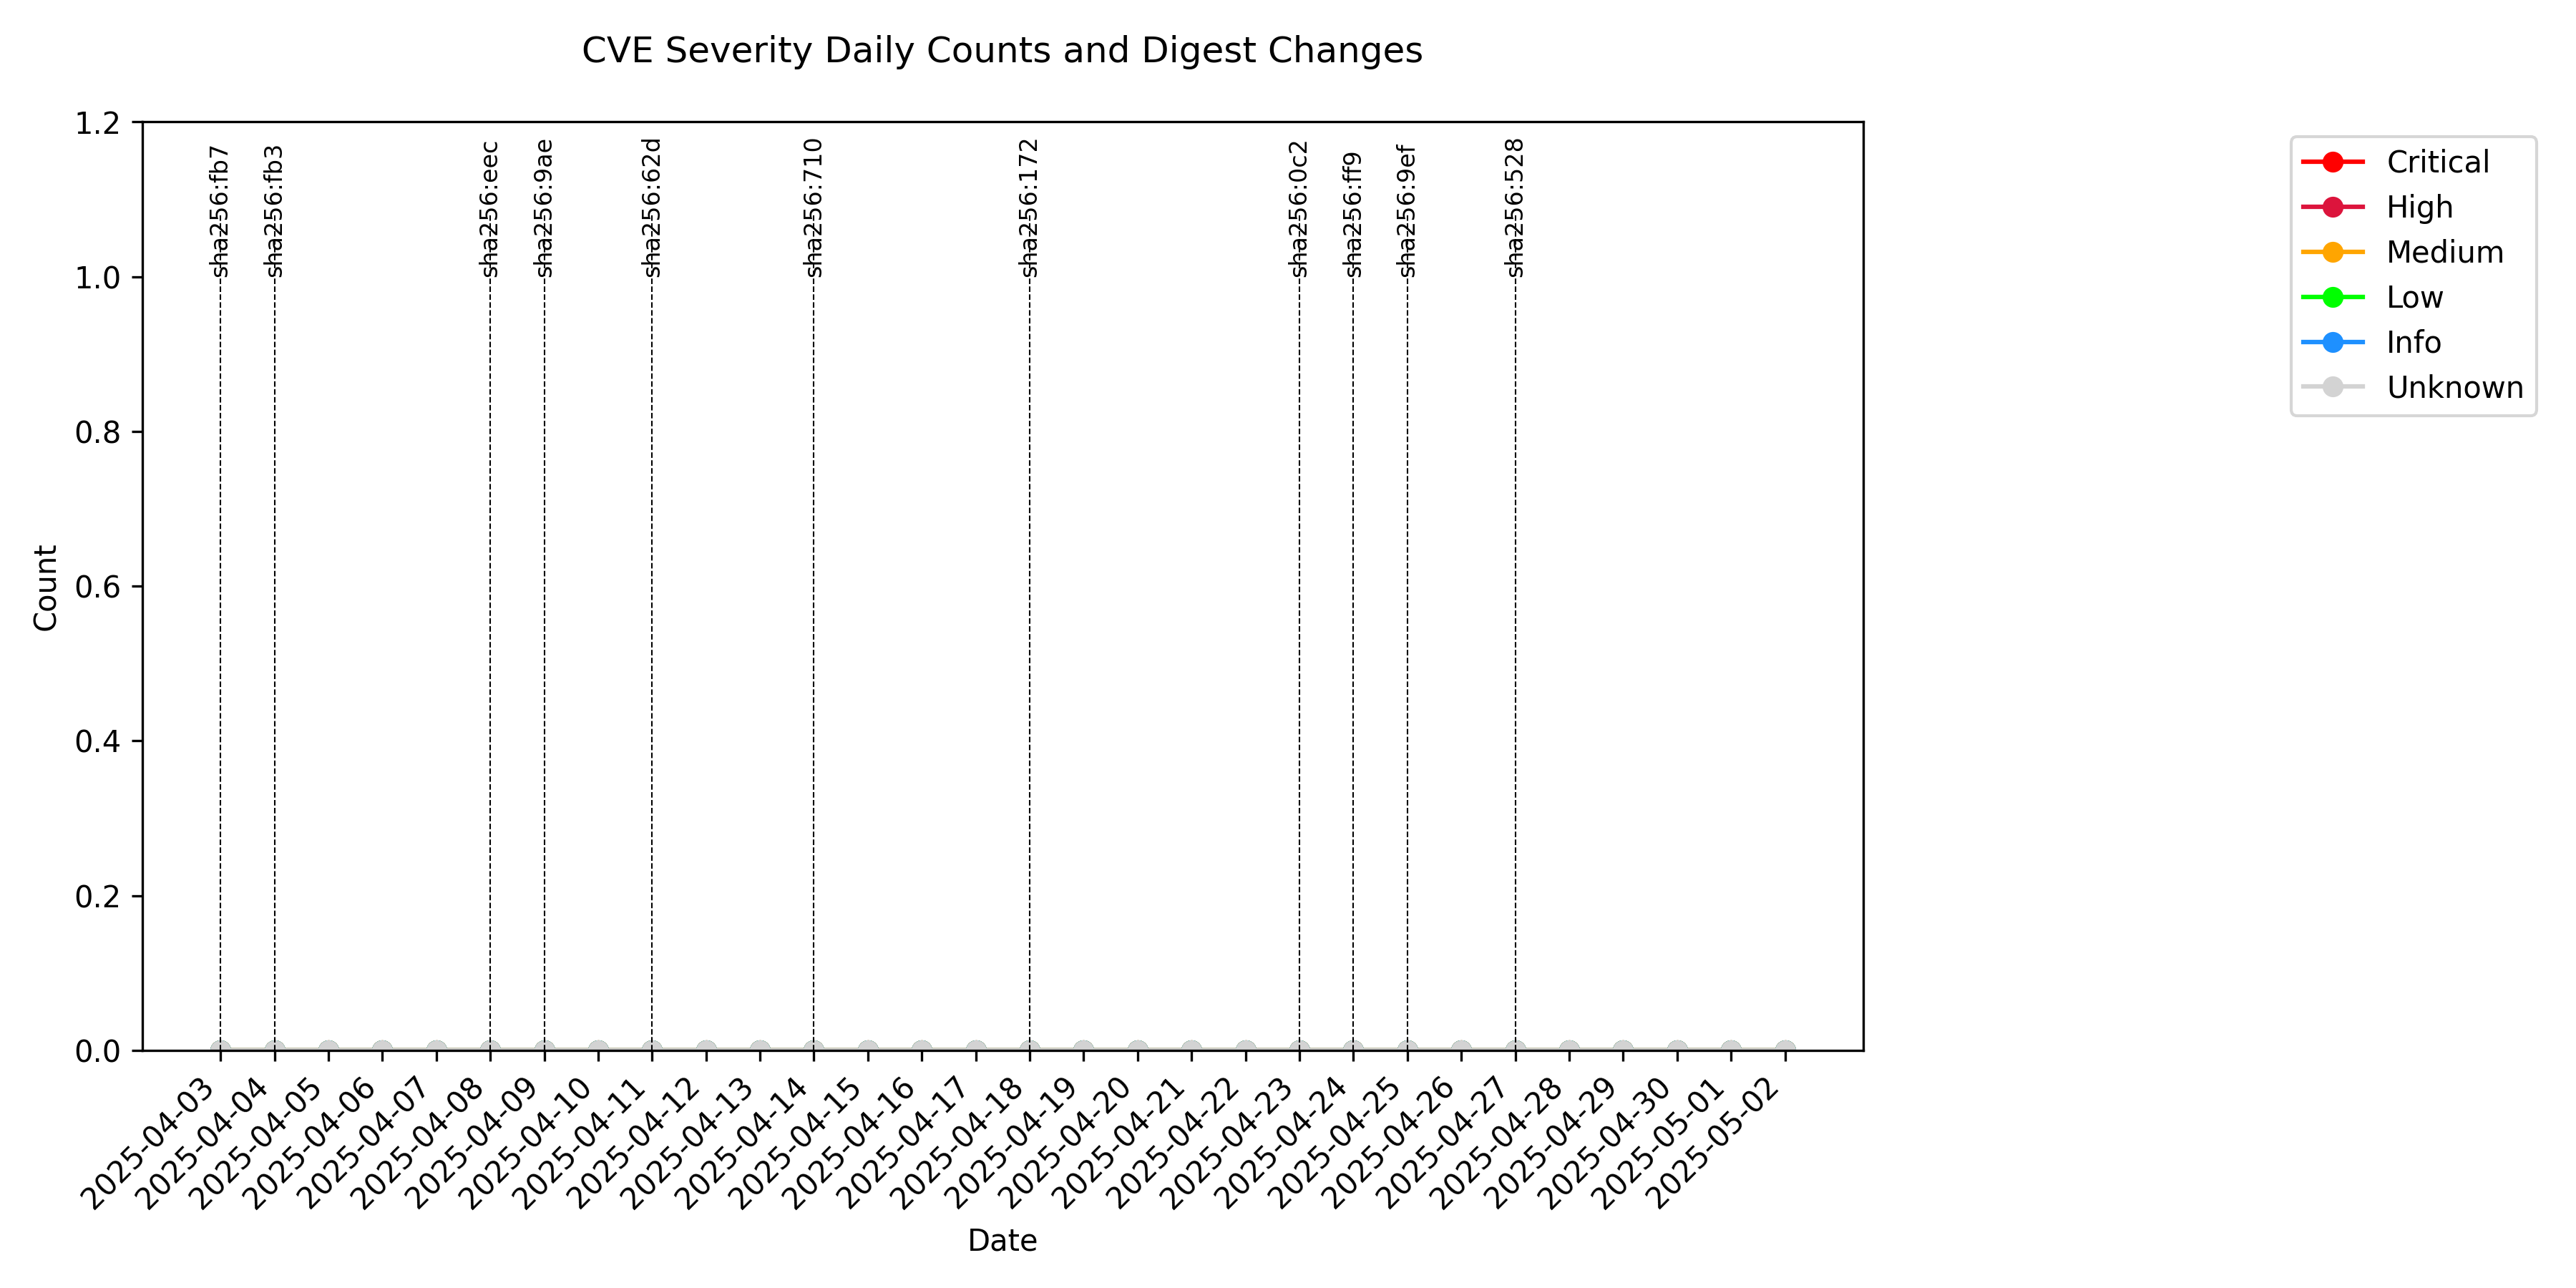 CVE Severity Daily Counts and Digest Changes
1.2
1.0
0.8
0.6
0.4
0.2
0.0
Count
sha256:fb7
sha256:fb3
sha256:eec
sha256:9ae
sha256:62d
sha256:710
sha256:172
sha256:0c2
sha256:ff9
sha256:9ef
sha256:528
Critical
High
Medium
Low
Info
Unknown
2025-04-03
2025-04-04
2025-04-05
2025-04-06
2025-04-07
2025-04-08
2025-04-09
2025-04-10
2025-04-11
2025-04-12
2025-04-13
2025-04-14
2025-04-15
2025-04-16
2025-04-17
2025-04-18
2025-04-19
2025-04-20
2025-04-21
2025-04-22
2025-04-23
2025-04-24
2025-04-25
2025-04-26
2025-04-27
2025-04-28
2025-04-29
2025-04-30
2025-05-01
2025-05-02
Date